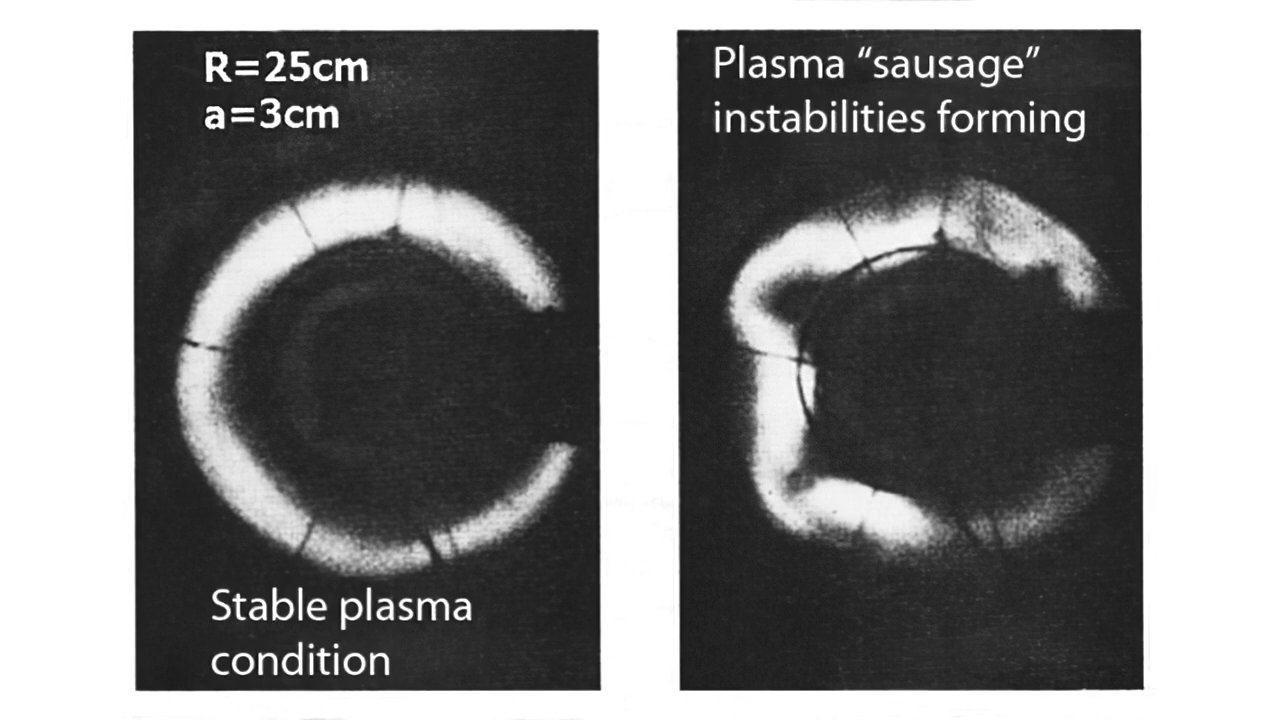 R=25cm
a=3cm
Stable plasma
condition
Plasma “sausage”
instabilities forming